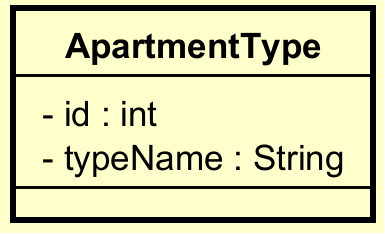 ApartmentType
- id : int
- typeName : String